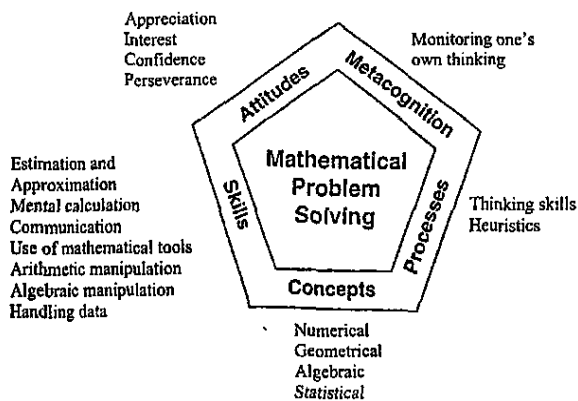 Appreciation
Interest
Confidence
Perseverance
Monitoring one's
own thinking
Attitudes
Metacognition
Mathematical
Problem
Solving
Estimation and
Approximation
Mental calculation
Communication
Use of mathematical tools
Arithmetic manipulation
Algebraic manipulation
Handling data
Skills
Processes
Thinking skills
Heuristics
Concepts
Numerical
Geometrical
Algebraic
Statistical